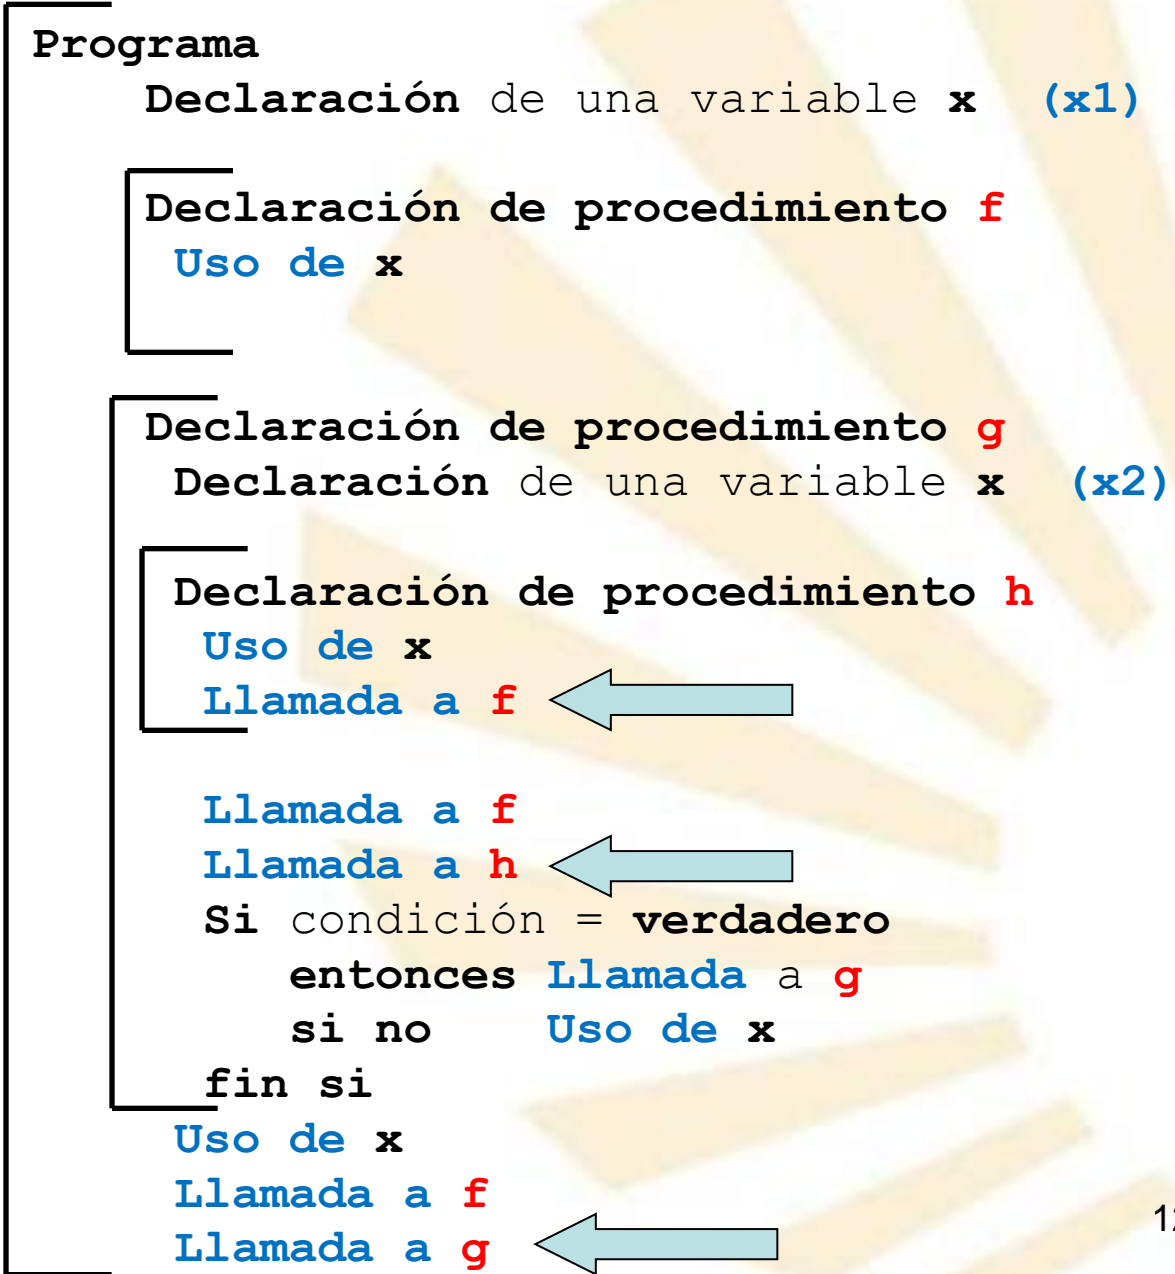 Programa
Declaración de una variable x (x1)
Declaración de procedimiento f
Uso de x
Declaración de procedimiento g
Declaración de una variable x (x2)
Declaración de procedimiento h
Uso de x
Llamada a f
Llamada a f
Llamada a h
Si condición = verdadero
entonces Llamada a g
si no Uso de x
fin si
Uso de x
Llamada a f
Llamada a g